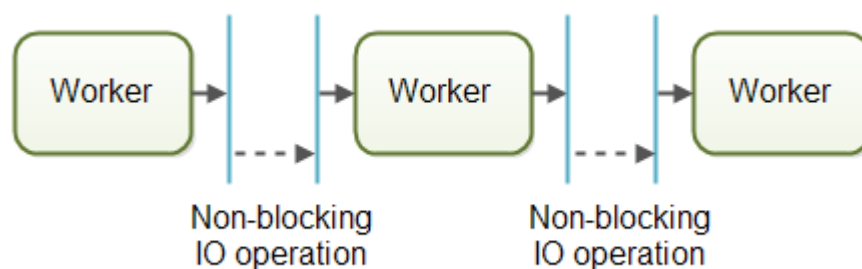 Worker
Worker
Worker
Non-blocking
IO operation
Non-blocking
IO operation